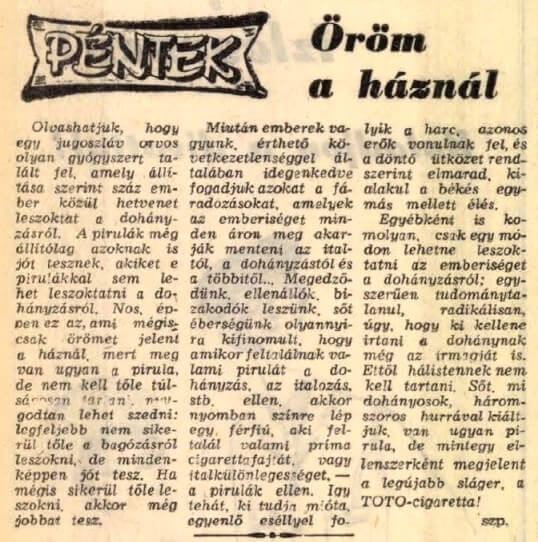 PÉNTEK
Öröm
a háznál
Olvashatjuk, hogy
egy jugoszláv orvos
olyan gyógyszert ta-
lált fel, amely állí-
tása szerint száz em-
ber közül hetvenet
leszoktat a dohány-
zásról. A pirulák még
állítólag azoknak is
jót tesznek, akiket e
pirulákkal sem le-
het leszoktatni a do-
hányzásról. Nos, ép-
pen ez az, ami mégis-
csak örömet jelent
a háznál, mert meg
van ugyan a pirula,
de nem kell tőle túl-
ságosan tartani, nyu-
godtan lehet szedni:
legfeljebb nem sike-
rül tőle a bagózásról
leszokni, de minden-
képpen jót tesz. Ha
mégis sikerül tőle le-
szokni, akkor még
jobbat tesz.
Miután emberek va-
gyunk, érthető kö-
vetkezetlenséggel ál-
talában idegenkedve
fogadjuk azokat a fá-
radozásokat, amelyek
az emberiséget min-
den áron meg akar-
ják menteni az ital-
tól, a dohányzástól és
a többitől... Megedző-
dünk, ellenállók, bi-
zakodók leszünk, sőt
éberségünk olyannyi-
ra kifinomult, hogy
amikor feltalálnak va-
lami pirulát a do-
hányzás, az italozás,
stb. ellen, akkor
nyomban színre lép
egy férfiú, aki fel-
talál valami príma
cigarettafajtát, vagy
italkülönlegességet, —
a pirulák ellen. Igy
tehát, ki tudja mióta,
egyenlő eséllyel fo-
lyik a harc, azonos
erők vonulnak fel, és
a döntő ütközet rend-
szerint elmarad, ki-
alakul a békés egy-
más mellett élés.
Egyébként is ko-
molyan, csak egy mó-
don lehetne leszok-
tatni az emberiséget
a dohányzásról: egy-
szerűen tudományta-
lanul, radikálisan,
úgy, hogy ki kellene
irtani a dohánynak
még az irmagját is.
Ettől hálistennek nem
kell tartani. Sőt, mi
dohányosok, három-
szoros hurrával kiált-
juk, van ugyan pi-
rula, de mintegy el-
lenszerként megjelent
a legújabb sláger, a
TOTO-cigaretta!
szp.